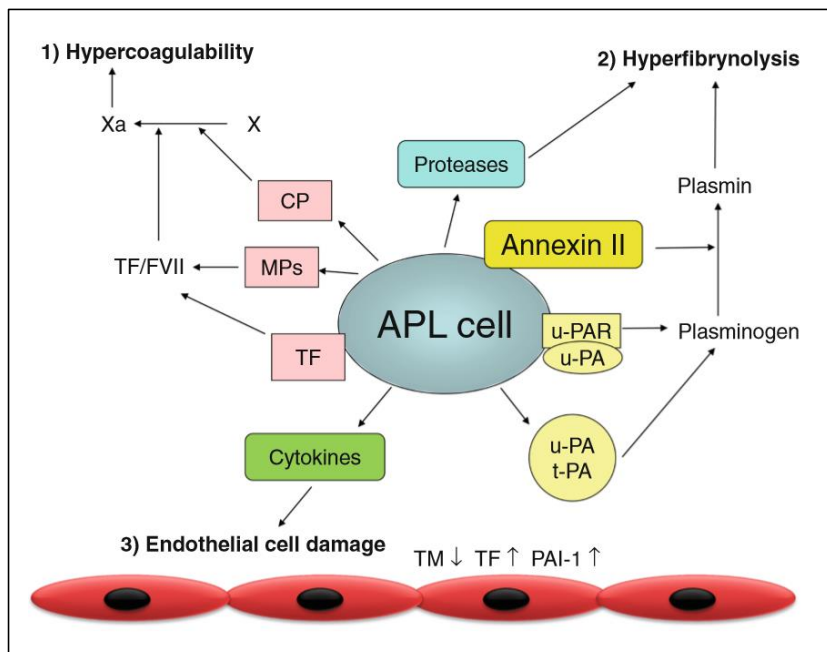 1) Hypercoagulability
2) Hyperfibrynolysis
Xa
X
Proteases
CP
Plasmin
Annexin II
TF/FVII
MPs
APL cell
u-PAR
u-PA
Plasminogen
TF
u-PA
t-PA
Cytokines
3) Endothelial cell damage
TM ↓ TF ↑ PAI-1 ↑